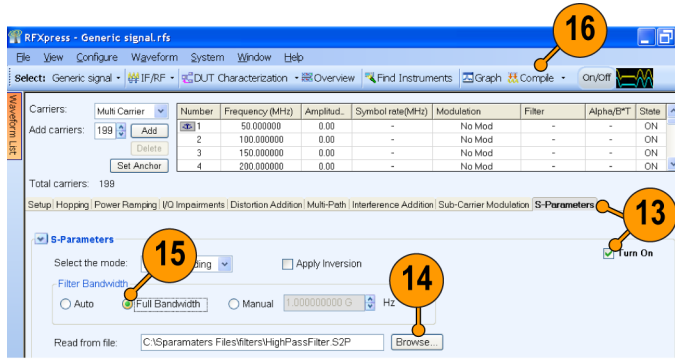 16
RFXpress - Generic signal.rfs
File View Configure Waveform System Window Help
Select: Generic signal IF/RF DUT Characterization Overview Find Instruments Graph Compile On/Off
Waveform List
Carriers: Multi Carrier
Add carriers: 199 Add
Delete
Set Anchor
Total carriers: 199
Number Frequency (MHz) Amplitud.. Symbol rate(MHz) Modulation Filter Alpha/B*T State
1 50.000000 0.00 - No Mod - - ON
2 100.000000 0.00 - No Mod - - ON
3 150.000000 0.00 - No Mod - - ON
4 200.000000 0.00 - No Mod - - ON
Setup Hopping Power Ramping I/Q Impairments Distortion Addition Multi-Path Interference Addition Sub-Carrier Modulation S-Parameters
13
S-Parameters
Turn On
15
Select the mode: Apply Inversion
14
Filter Bandwidth
Auto Full Bandwidth Manual 1.000000000 G Hz
Read from file: C:\Sparamaters Files\filters\HighPassFilter.S2P Browse...